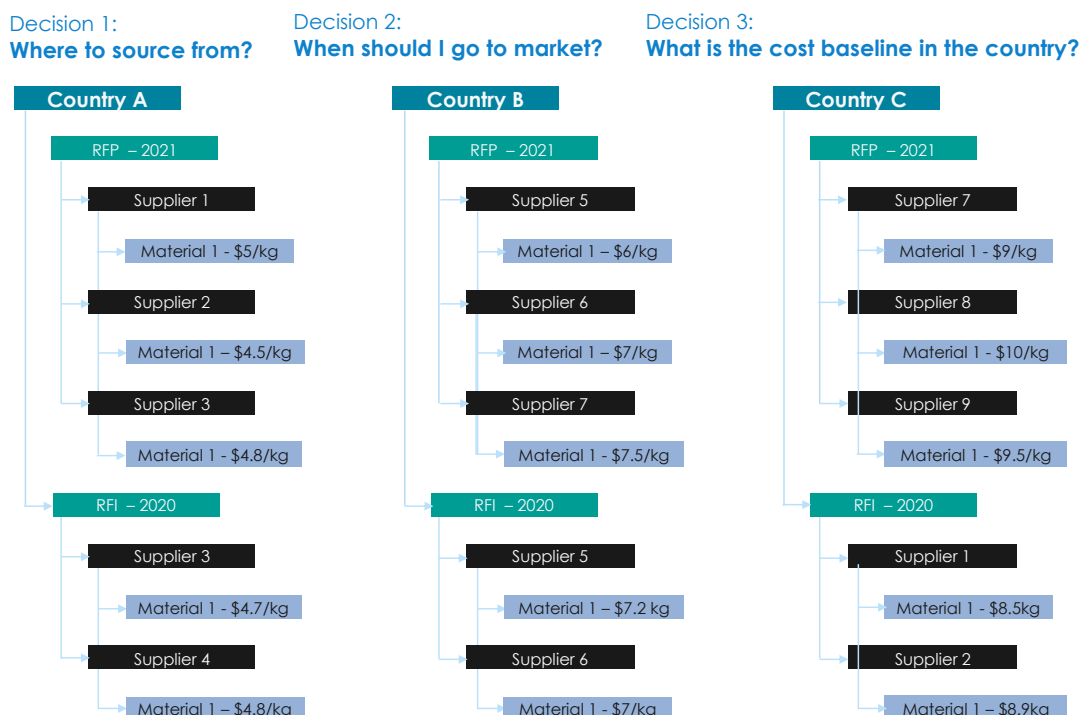 Decision 1:
Where to source from?
Decision 2:
When should I go to market?
Decision 3:
What is the cost baseline in the country?
Country A
RFP – 2021
Supplier 1
Material 1 - $5/kg
Supplier 2
Material 1 – $4.5/kg
Supplier 3
Material 1 - $4.8/kg
RFI – 2020
Supplier 3
Material 1 - $4.7/kg
Supplier 4
Material 1 – $4.8/kg
Country B
RFP – 2021
Supplier 5
Material 1 – $6/kg
Supplier 6
Material 1 – $7/kg
Supplier 7
Material 1 - $7.5/kg
RFI – 2020
Supplier 5
Material 1 – $7.2 kg
Supplier 6
Material 1 - $7/kg
Country C
RFP – 2021
Supplier 7
Material 1 - $9/kg
Supplier 8
Material 1 - $10/kg
Supplier 9
Material 1 - $9.5/kg
RFI – 2020
Supplier 1
Material 1 - $8.5kg
Supplier 2
Material 1 – $8.9kg